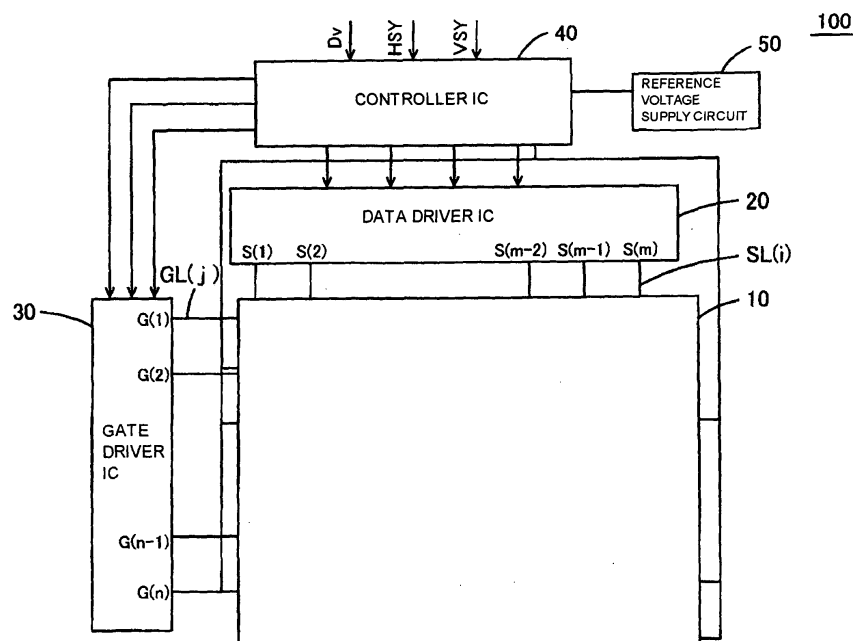 100
Dv
HSY
VSY
40
50
CONTROLLER IC
REFERENCE
VOLTAGE
SUPPLY CIRCUIT
DATA DRIVER IC
20
S(1)
S(2)
S(m-2)
S(m-1)
S(m)
SL(i)
GL(j)
10
30
G(1)
G(2)
GATE
DRIVER
IC
G(n-1)
G(n)